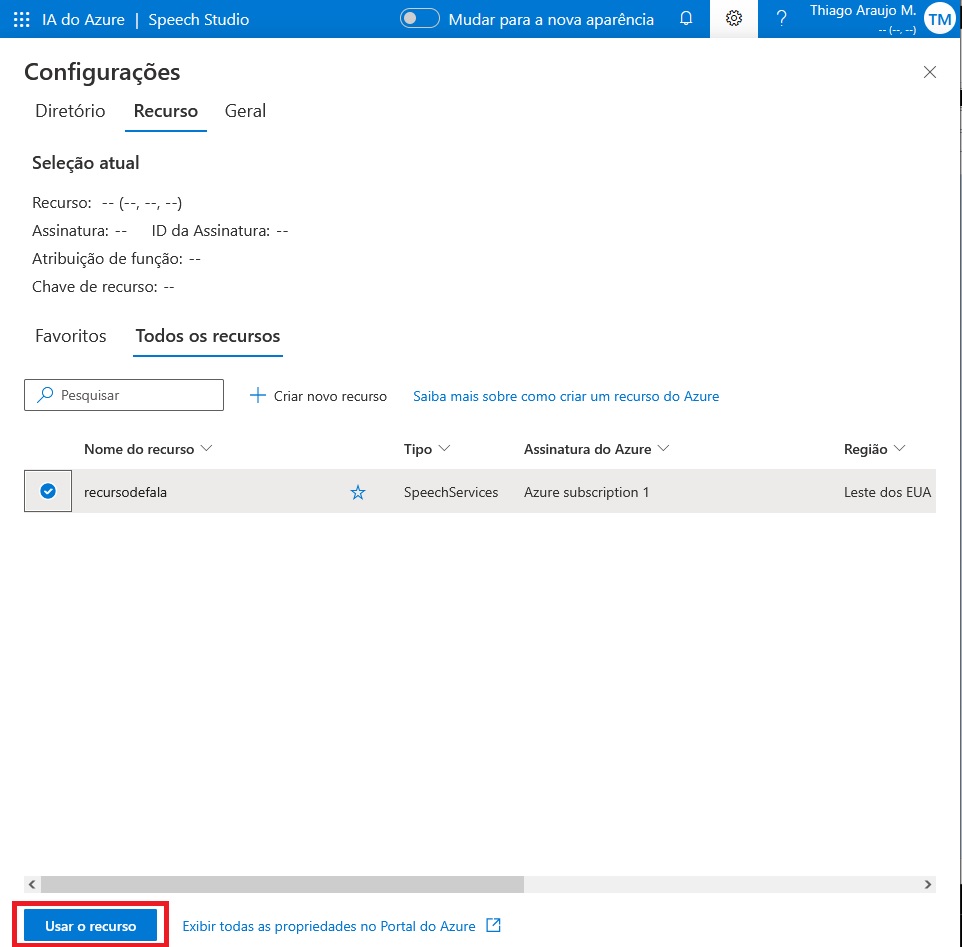 IA do Azure | Speech Studio Mudar para a nova aparência ? Thiago Araujo M. TM
-- (--, --)
Configurações
Diretório Recurso Geral
Seleção atual
Recurso: -- (--, --, --)
Assinatura: -- ID da Assinatura: --
Atribuição de função: --
Chave de recurso: --
Favoritos Todos os recursos
Pesquisar Criar novo recurso Saiba mais sobre como criar um recurso do Azure
Nome do recurso Tipo Assinatura do Azure Região
recursodefala SpeechServices Azure subscription 1 Leste dos EUA
Usar o recurso Exibir todas as propriedades no Portal do Azure